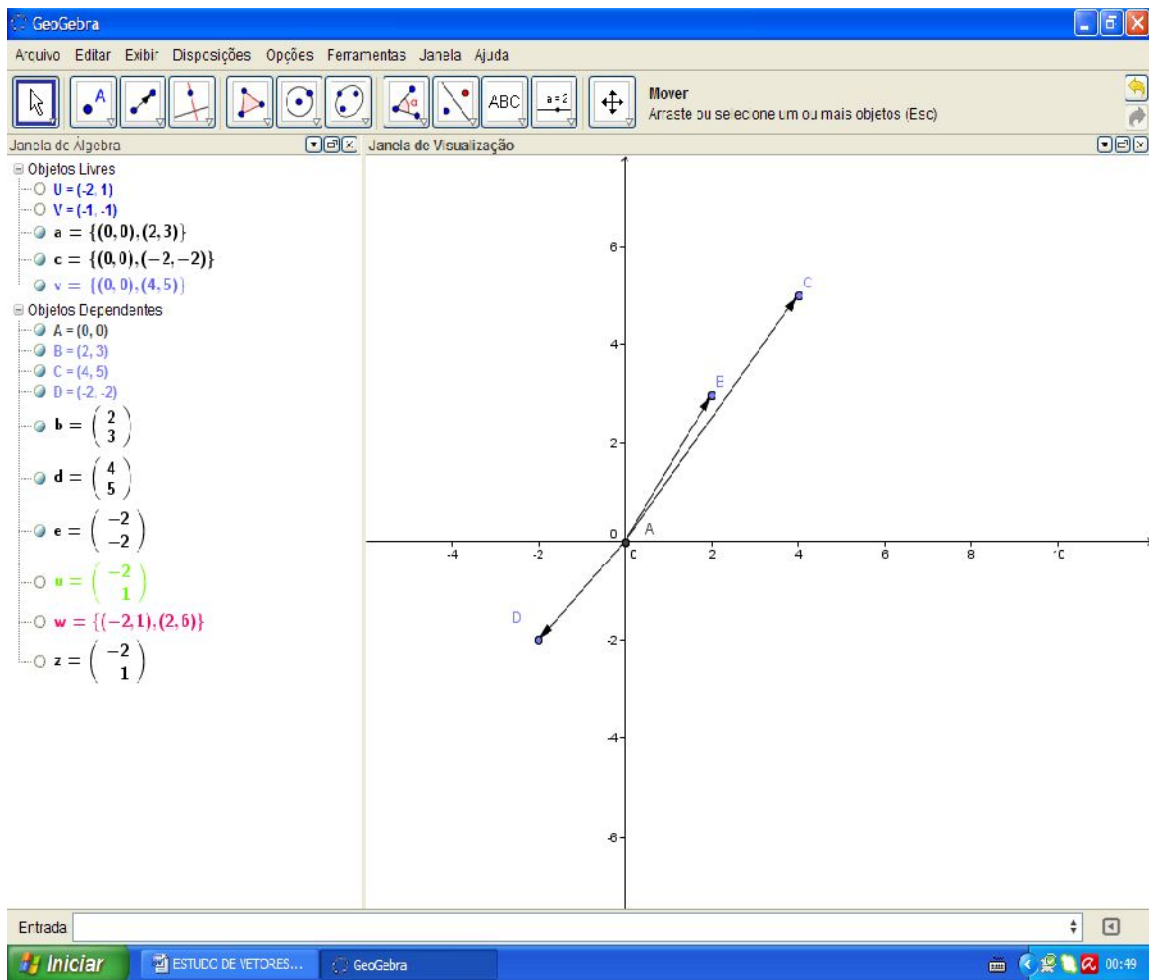 GeoGebra
Arquivo Editar Exibir Disposições Opções Ferramentas Janela Ajuda
A
α
ABC
a=2
Mover
Arraste ou selecione um ou mais objetos (Esc)
Janela de Álgebra
Janela de Visualização
Objetos Livres
U = (-2, 1)
V = (-1, -1)
a = {(0, 0), (2, 3)}
c = {(0, 0), (−2, −2)}
v = {(0, 0), (4, 5)}
Objetos Dependentes
A = (0, 0)
B = (2, 3)
C = (4, 5)
D = (-2, -2)
b = ( 2
3 )
d = ( 4
5 )
e = ( −2
−2 )
u = ( −2
1 )
w = {(−2, 1), (2, 6)}
z = ( −2
1 )
6
C
4
B
2
0 A
-4 -2 0 2 4 6 8 10
D
-2
-4
-6
Entrada
Iniciar ESTUDO DE VETORES... GeoGebra 00:49